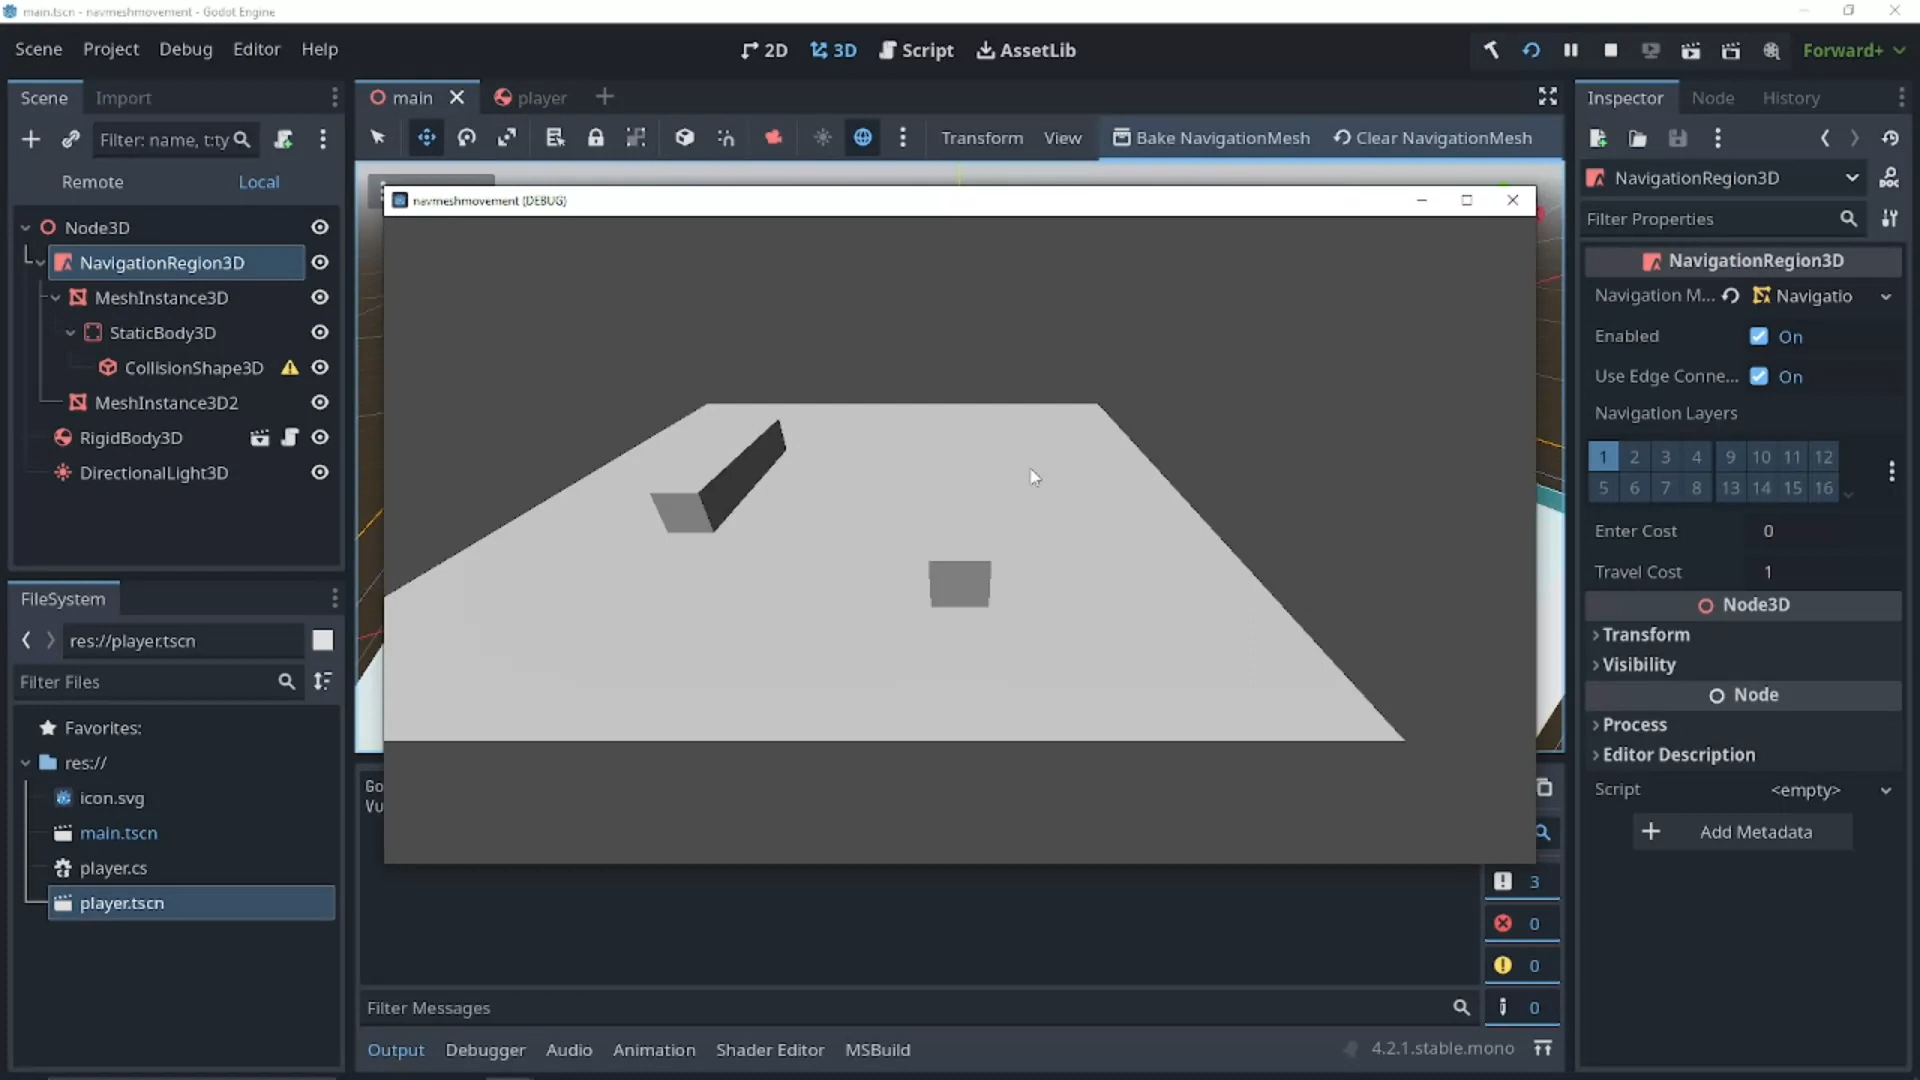 main.tscn - navmeshmovement - Godot Engine
Scene Project Debug Editor Help
2D 3D Script AssetLib
Forward+
Scene Import
main player
Inspector Node History
Filter: name, t:ty
Transform View Bake NavigationMesh Clear NavigationMesh
Remote Local
NavigationRegion3D
navmeshmovement (DEBUG)
Filter Properties
Node3D
NavigationRegion3D
MeshInstance3D
StaticBody3D
CollisionShape3D
MeshInstance3D2
RigidBody3D
DirectionalLight3D
NavigationRegion3D
Navigation M... Navigatio
Enabled On
Use Edge Conne... On
Navigation Layers
1 2 3 4 9 10 11 12
5 6 7 8 13 14 15 16
Enter Cost 0
Travel Cost 1
Node3D
Transform
Visibility
Node
Process
Editor Description
Script <empty>
Add Metadata
FileSystem
res://player.tscn
Filter Files
Favorites:
res://
icon.svg
main.tscn
player.cs
player.tscn
Go
Vu
3
0
0
0
Filter Messages
Output Debugger Audio Animation Shader Editor MSBuild
4.2.1.stable.mono